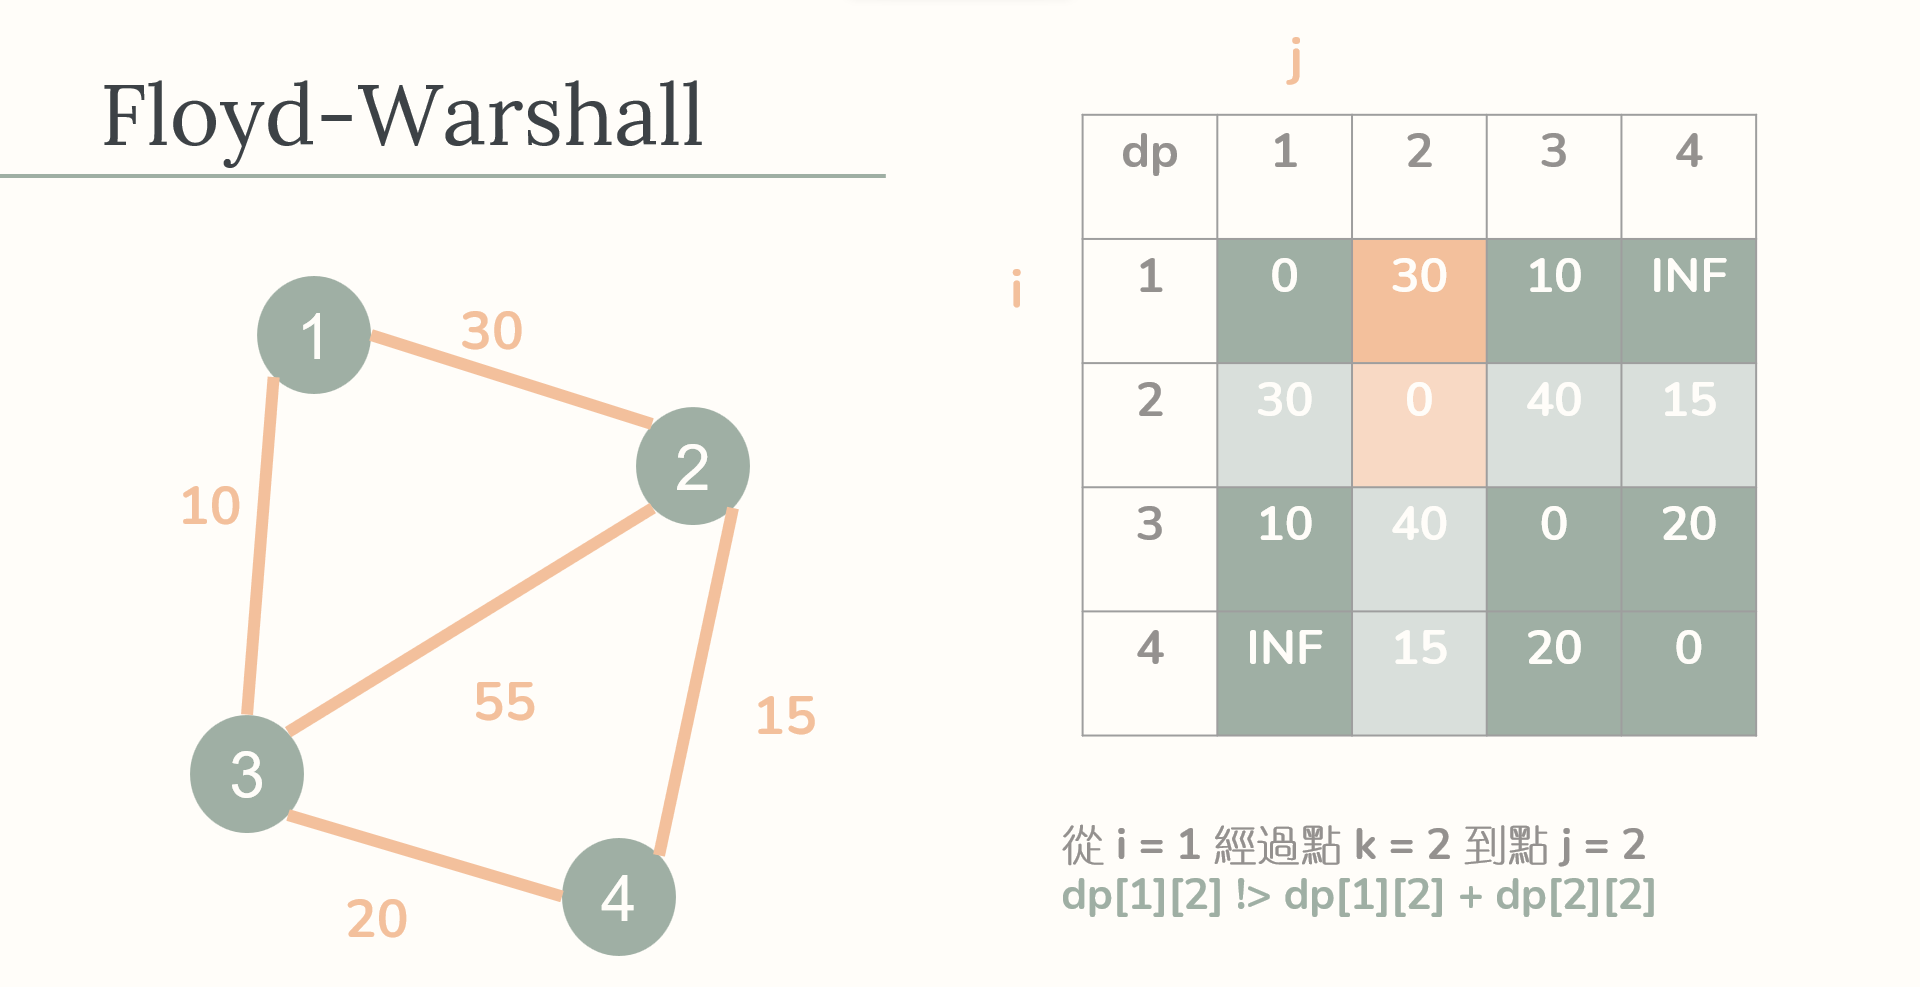 Floyd-Warshall
1
30
2
10
55
15
3
4
20
j
i
dp 1 2 3 4
1 0 30 10 INF
2 30 0 40 15
3 10 40 0 20
4 INF 15 20 0
從 i = 1 經過點 k = 2 到點 j = 2
dp[1][2] !> dp[1][2] + dp[2][2]